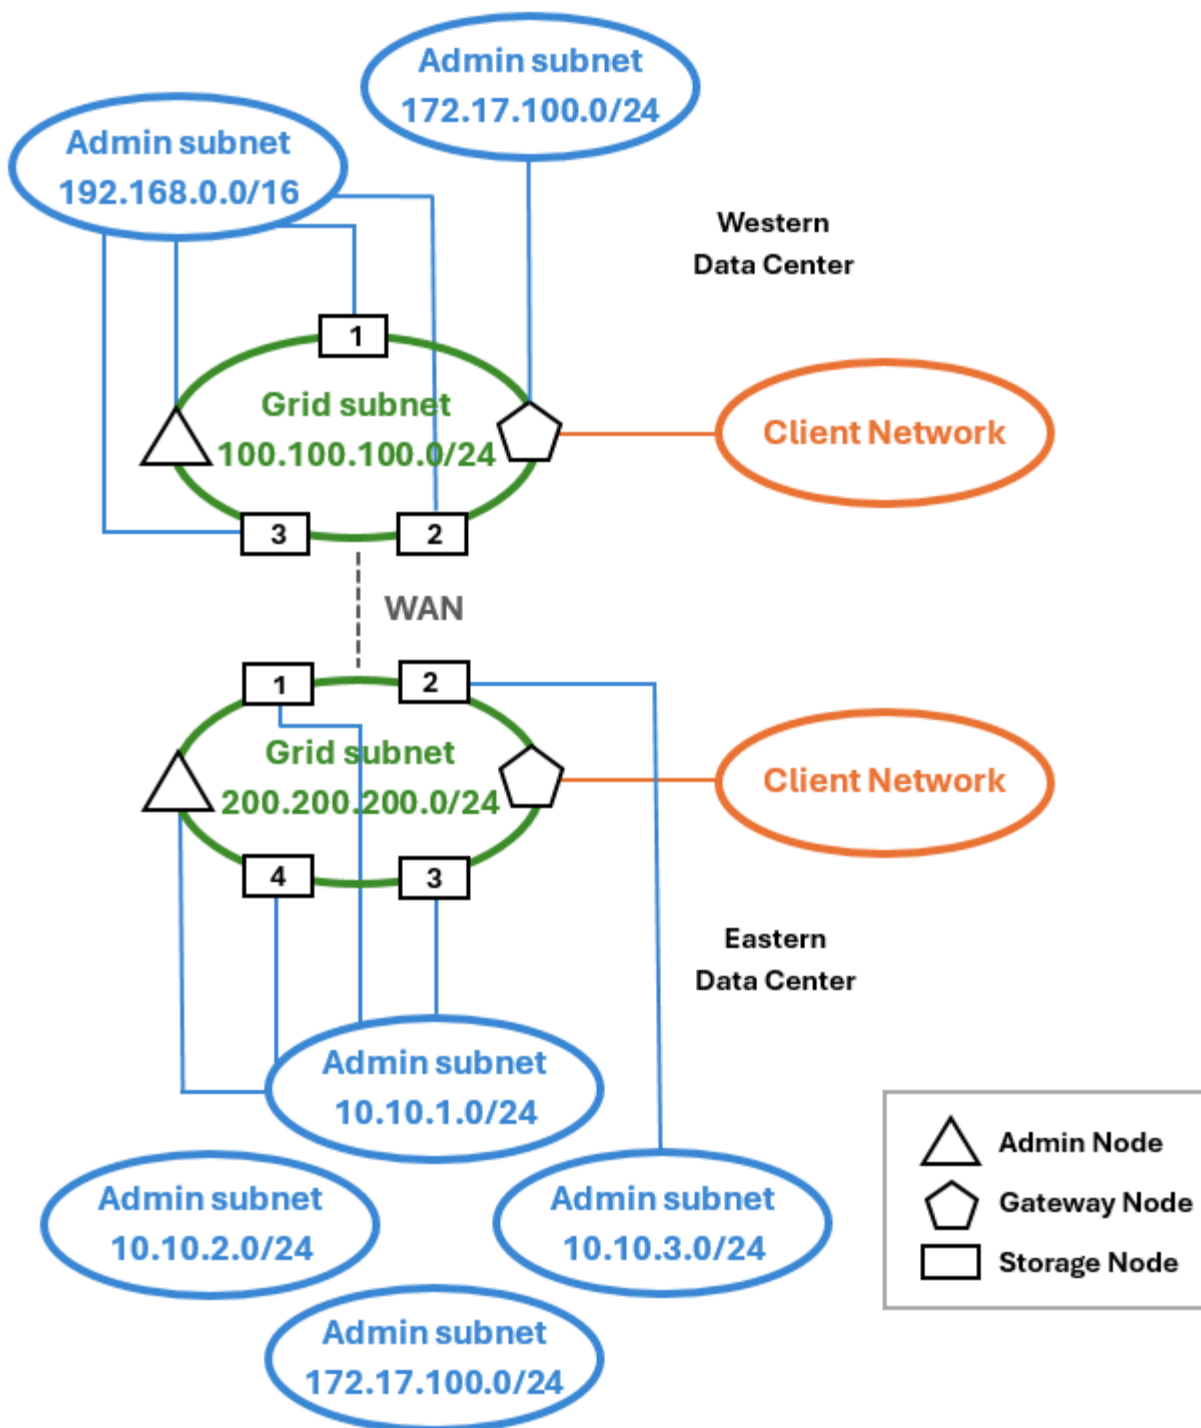 Admin subnet
172.17.100.0/24
Admin subnet
192.168.0.0/16
Western
Data Center
1
Grid subnet
100.100.100.0/24
Client Network
3
2
WAN
1
2
Grid subnet
200.200.200.0/24
Client Network
4
3
Eastern
Data Center
Admin subnet
10.10.1.0/24
Admin Node
Gateway Node
Storage Node
Admin subnet
10.10.2.0/24
Admin subnet
10.10.3.0/24
Admin subnet
172.17.100.0/24